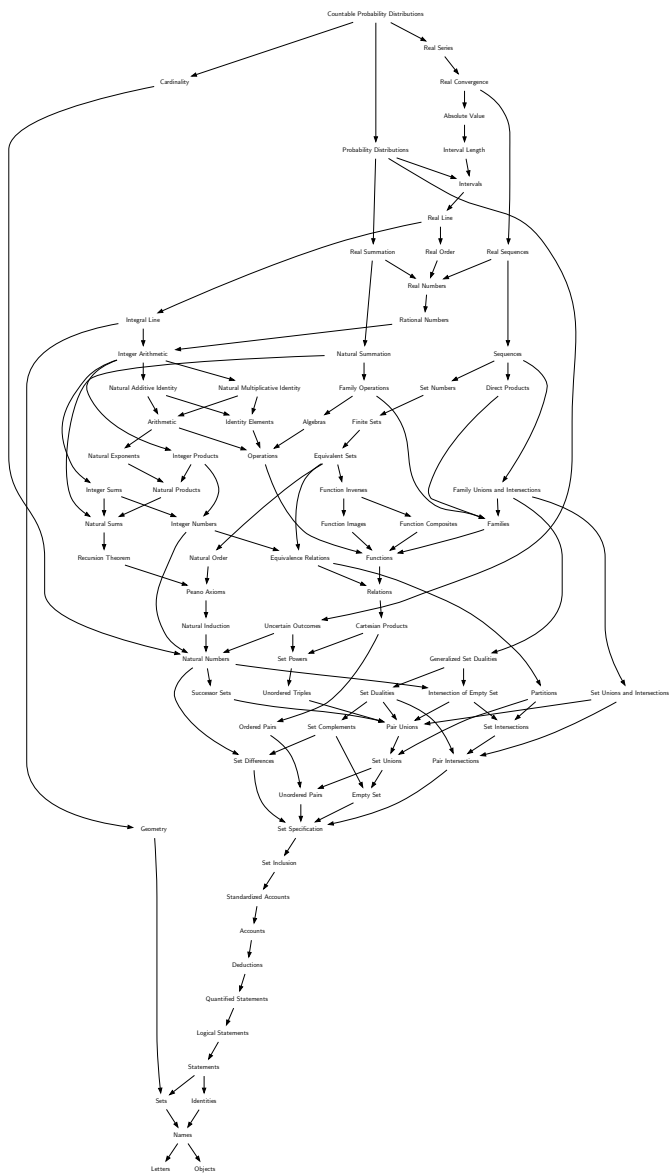 Countable Probability Distributions
Real Series
Cardinality
Real Convergence
Absolute Value
Probability Distributions
Interval Length
Intervals
Real Line
Real Summation
Real Order
Real Sequences
Real Numbers
Integral Line
Rational Numbers
Integer Arithmetic
Natural Summation
Sequences
Natural Additive Identity
Natural Multiplicative Identity
Family Operations
Set Numbers
Direct Products
Arithmetic
Identity Elements
Algebras
Finite Sets
Natural Exponents
Integer Products
Operations
Equivalent Sets
Integer Sums
Natural Products
Function Inverses
Family Unions and Intersections
Natural Sums
Integer Numbers
Function Images
Function Composites
Families
Recursion Theorem
Natural Order
Equivalence Relations
Functions
Peano Axioms
Relations
Natural Induction
Uncertain Outcomes
Cartesian Products
Natural Numbers
Set Powers
Generalized Set Dualities
Successor Sets
Unordered Triples
Set Dualities
Intersection of Empty Set
Partitions
Set Unions and Intersections
Ordered Pairs
Set Complements
Pair Unions
Set Intersections
Set Differences
Set Unions
Pair Intersections
Unordered Pairs
Empty Set
Geometry
Set Specification
Set Inclusion
Standardized Accounts
Accounts
Deductions
Quantified Statements
Logical Statements
Statements
Sets
Identities
Names
Letters
Objects